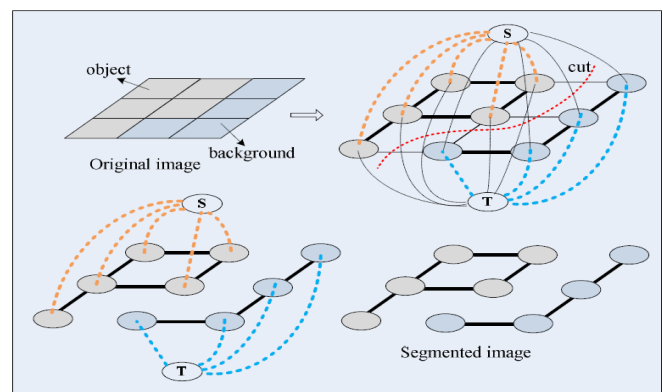 object
Original image
background
S
cut
T
S
T
Segmented image